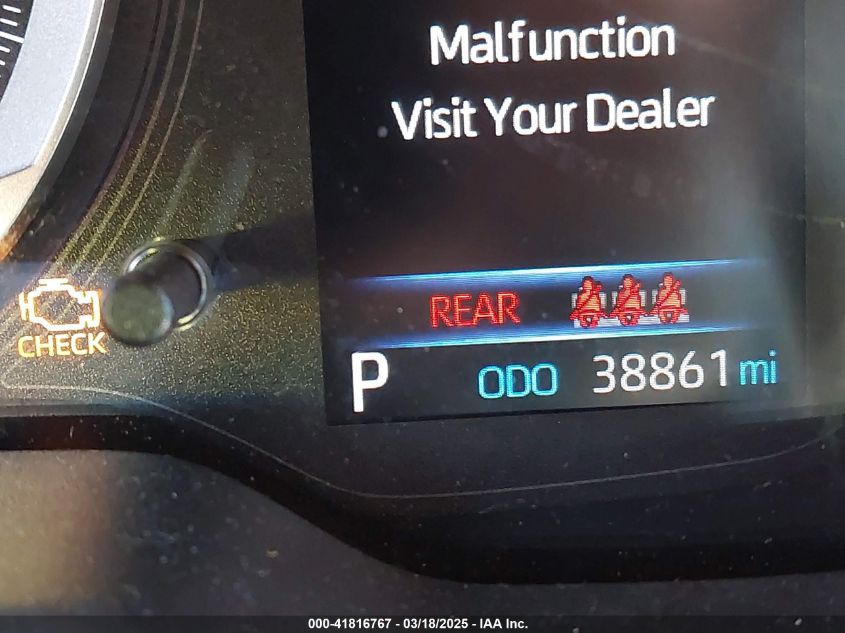 Malfunction
Visit Your Dealer
REAR
CHECK
P ODO 38861 mi
000-41816767 - 03/18/2025 - IAA Inc.